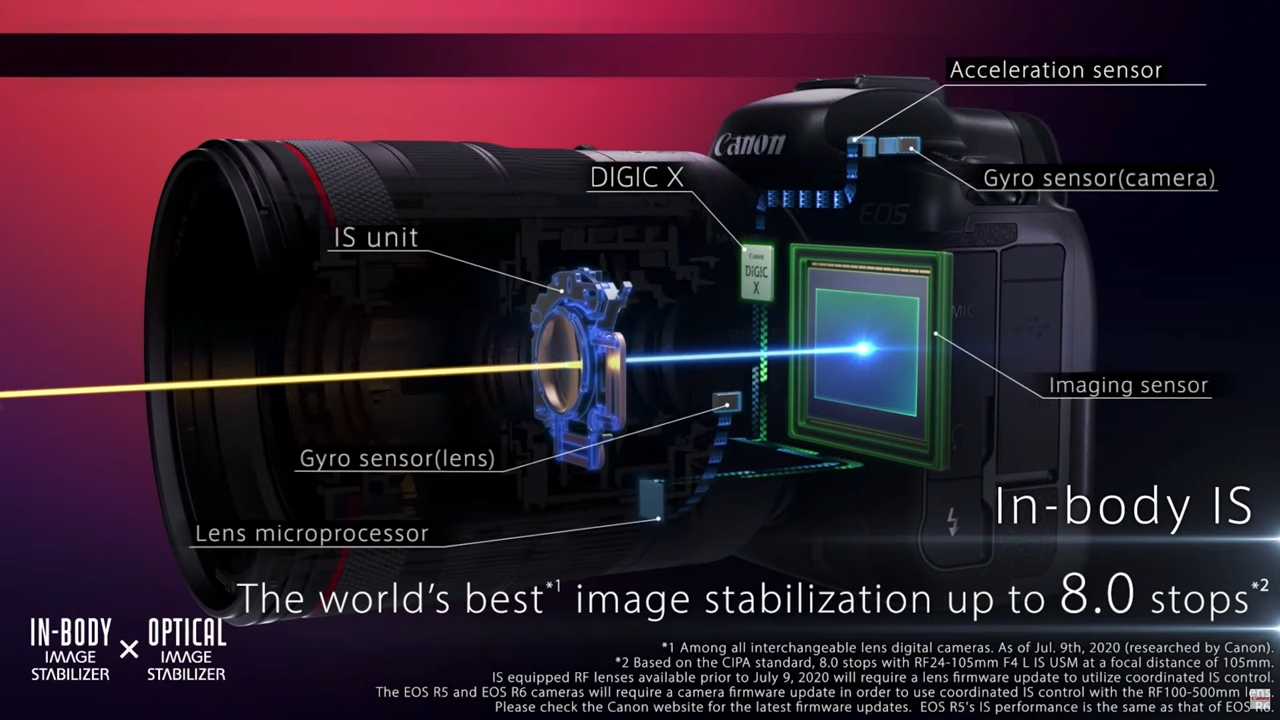 Acceleration sensor
Canon
DIGIC X
Gyro sensor(camera)
EOS
IS unit
Canon
DIGIC
X
MIC
Imaging sensor
Gyro sensor(lens)
In-body IS
Lens microprocessor
The world's best*1 image stabilization up to 8.0 stops*2
IN-BODY × OPTICAL
IMAGE IMAGE
STABILIZER STABILIZER
*1 Among all interchangeable lens digital cameras. As of Jul. 9th, 2020 (researched by Canon).
*2 Based on the CIPA standard, 8.0 stops with RF24-105mm F4 L IS USM at a focal distance of 105mm.
IS equipped RF lenses available prior to July 9, 2020 will require a lens firmware update to utilize coordinated IS control.
The EOS R5 and EOS R6 cameras will require a camera firmware update in order to use coordinated IS control with the RF100-500mm lens.
Please check the Canon website for the latest firmware updates. EOS R5's IS performance is the same as that of EOS R6.